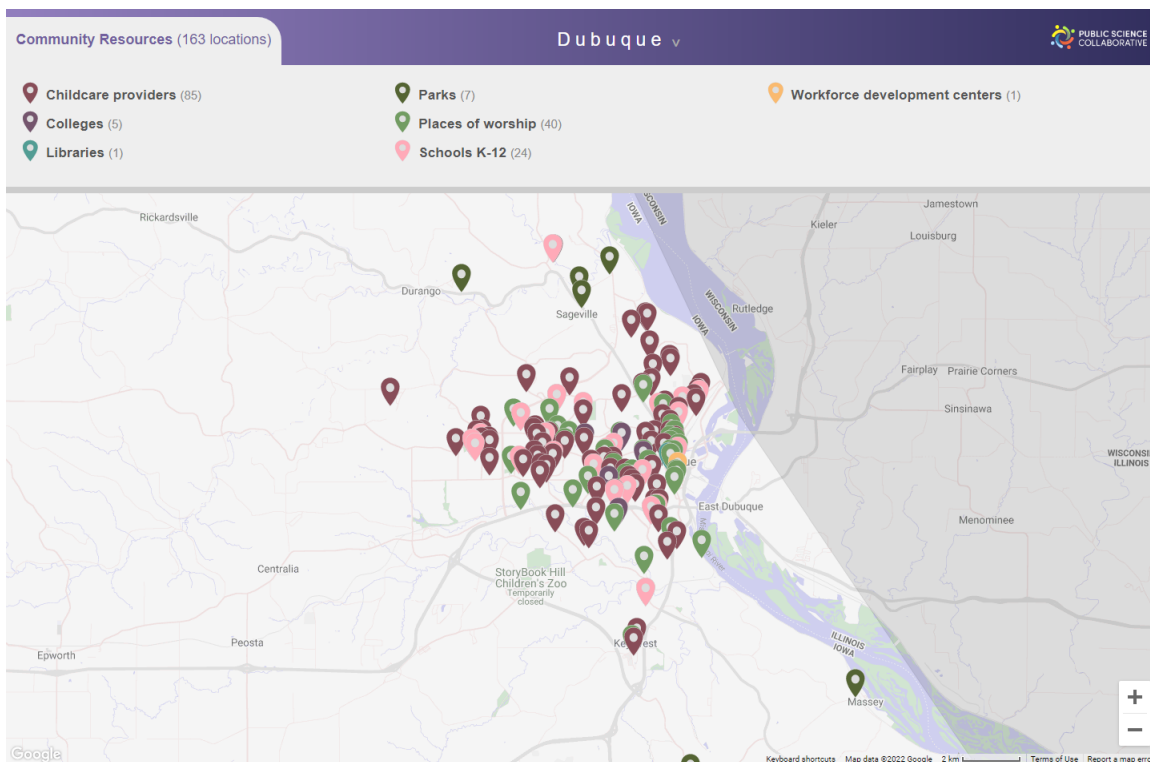 Community Resources (163 locations)
Dubuque v
PUBLIC SCIENCE
COLLABORATIVE
Childcare providers (85)
Colleges (5)
Libraries (1)
Parks (7)
Places of worship (40)
Schools K-12 (24)
Workforce development centers (1)
Rickardsville
IOWA
WISCONSIN
Jamestown
Kieler
Louisburg
Durango
Sageville
WISCONSIN
IOWA
Rutledge
Fairplay
Prairie Corners
Sinsinawa
WISCONSIN
ILLINOIS
East Dubuque
Menominee
StoryBook Hill
Children's Zoo
Temporarily
closed
Centralia
Peosta
Epworth
ILLINOIS
IOWA
Massey
+
−
Google
Keyboard shortcuts
Map data ©2022 Google
2 km
Terms of Use
Report a map erro